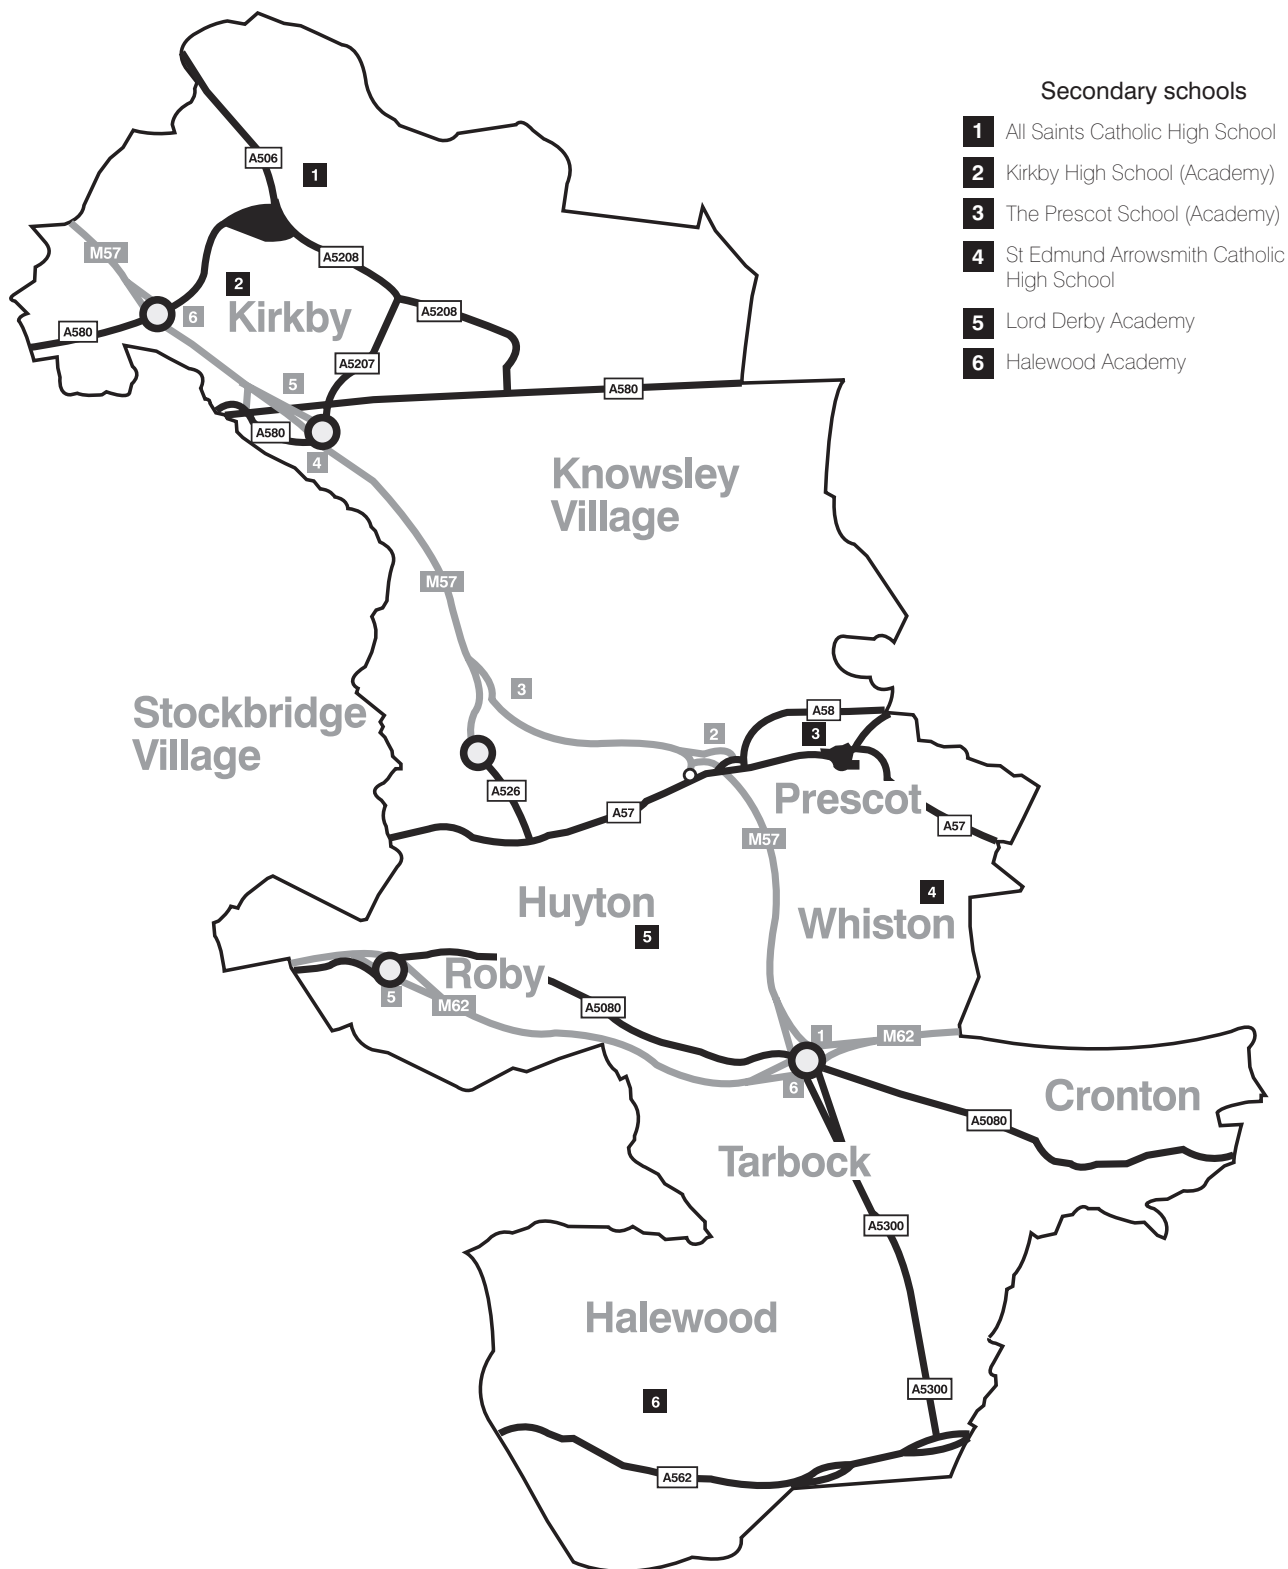 Secondary schools
1 All Saints Catholic High School
2 Kirkby High School (Academy)
3 The Prescot School (Academy)
4 St Edmund Arrowsmith Catholic
High School
5 Lord Derby Academy
6 Halewood Academy
A506
1
M57
A5208
2
6
Kirkby
A5208
A580
A5207
5
A580
A580
4
Knowsley
Village
M57
3
Stockbridge
Village
A58
2
3
A526
Prescot
A57
A57
M57
4
Huyton
Whiston
5
Roby
5
M62
A5080
1
M62
6
Cronton
A5080
Tarbock
A5300
Halewood
A5300
6
A562